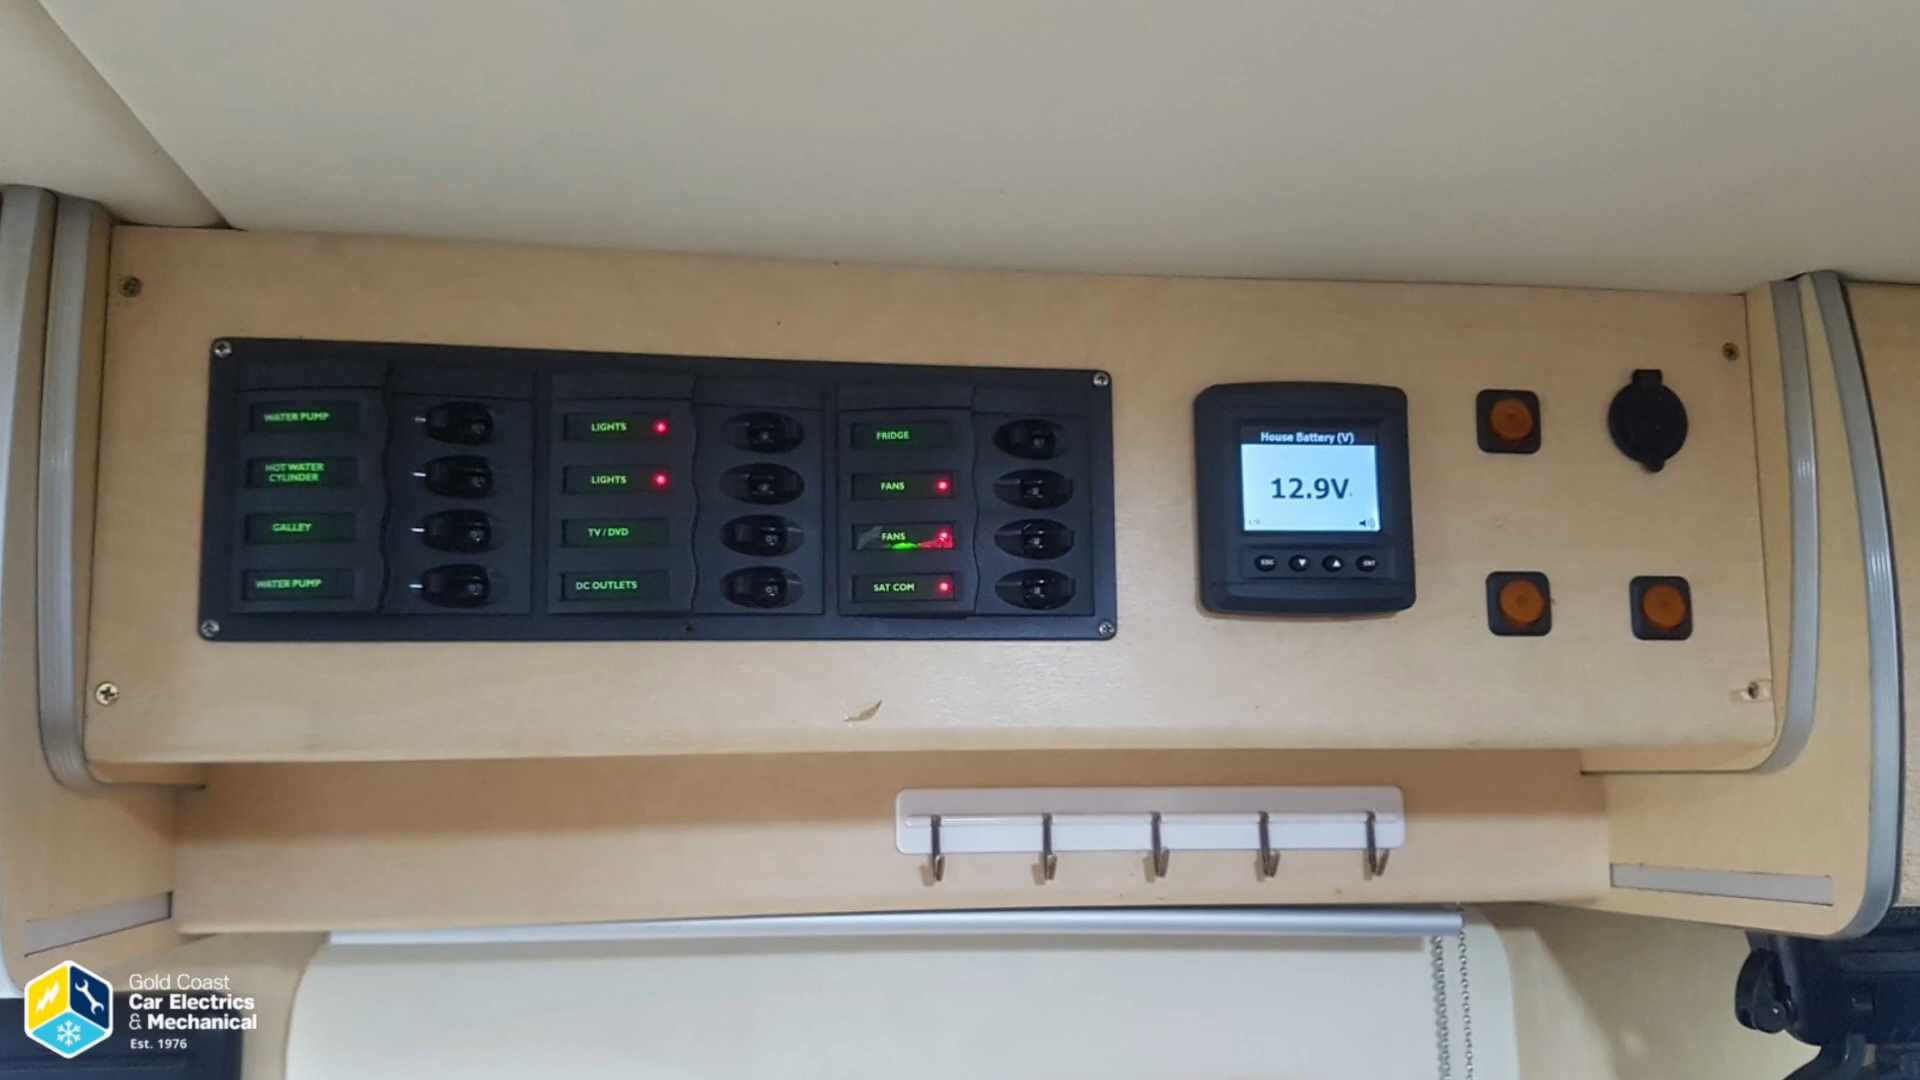 WATER PUMP
HOT WATER
CYLINDER
GALLEY
WATER PUMP
LIGHTS
LIGHTS
TV / DVD
DC OUTLETS
FRIDGE
FANS
FANS
SAT COM
House Battery (V)
12.9V
ESC
ENT
Gold Coast
Car Electrics
& Mechanical
Est. 1976